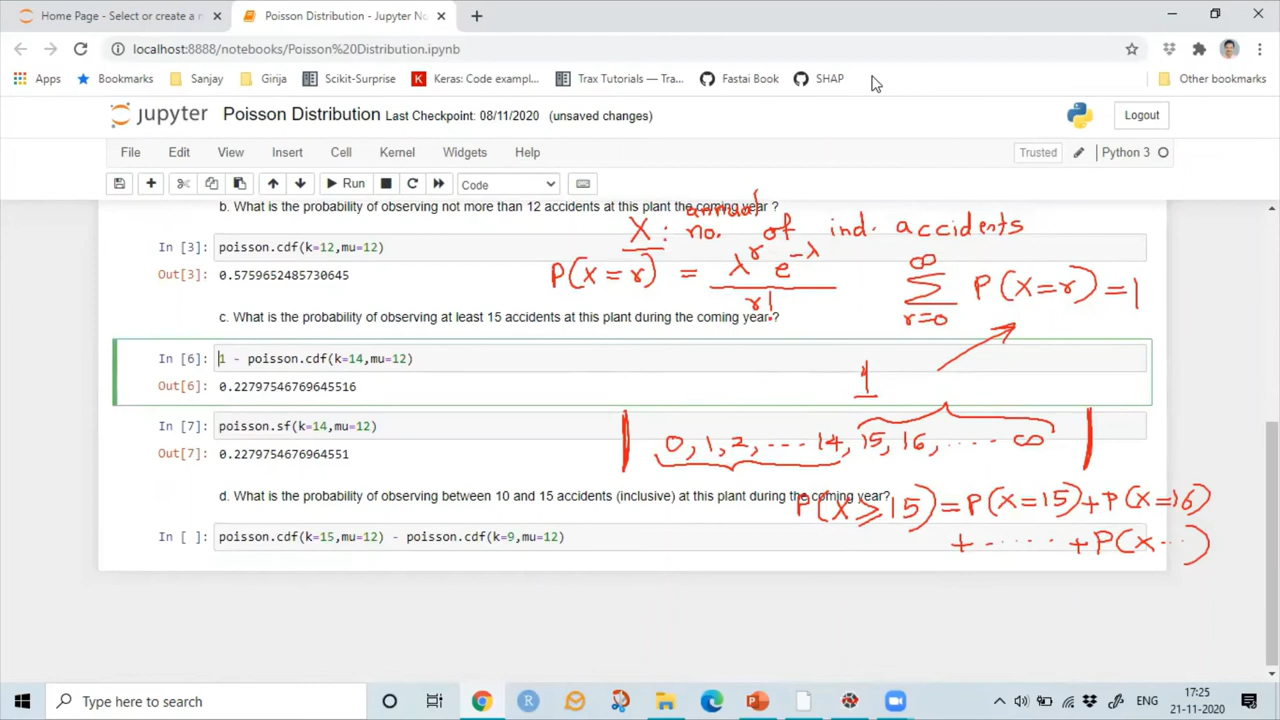 Home Page - Select or create a n
Poisson Distribution - Jupyter No
localhost:8888/notebooks/Poisson%20Distribution.ipynb
Apps Bookmarks Sanjay Girija Scikit-Surprise Keras: Code exampl... Trax Tutorials — Tra... Fastai Book SHAP Other bookmarks
jupyter Poisson Distribution Last Checkpoint: 08/11/2020 (unsaved changes) Logout
File Edit View Insert Cell Kernel Widgets Help Trusted Python 3
Run Code
b. What is the probability of observing not more than 12 accidents at this plant the coming year ?
annual
X : no. of ind. accidents
In [3]: poisson.cdf(k=12,mu=12)
Out[3]: 0.5759652485730645
P(X=r) = λ^r e^-λ / r!
∞ Σ r=0 P(X=r)=1
c. What is the probability of observing at least 15 accidents at this plant during the coming year.?
In [6]: 1 - poisson.cdf(k=14,mu=12)
Out[6]: 0.22797546769645516
1
In [7]: poisson.sf(k=14,mu=12)
0, 1, 2, ---- 14, 15, 16, ..... ∞
Out[7]: 0.2279754676964551
d. What is the probability of observing between 10 and 15 accidents (inclusive) at this plant during the coming year?
P(X⩾15)=P(X=15)+P(X=16)
+ ..... +P(X...)
In [ ]: poisson.cdf(k=15,mu=12) - poisson.cdf(k=9,mu=12)
Type here to search
ENG
17:25
21-11-2020